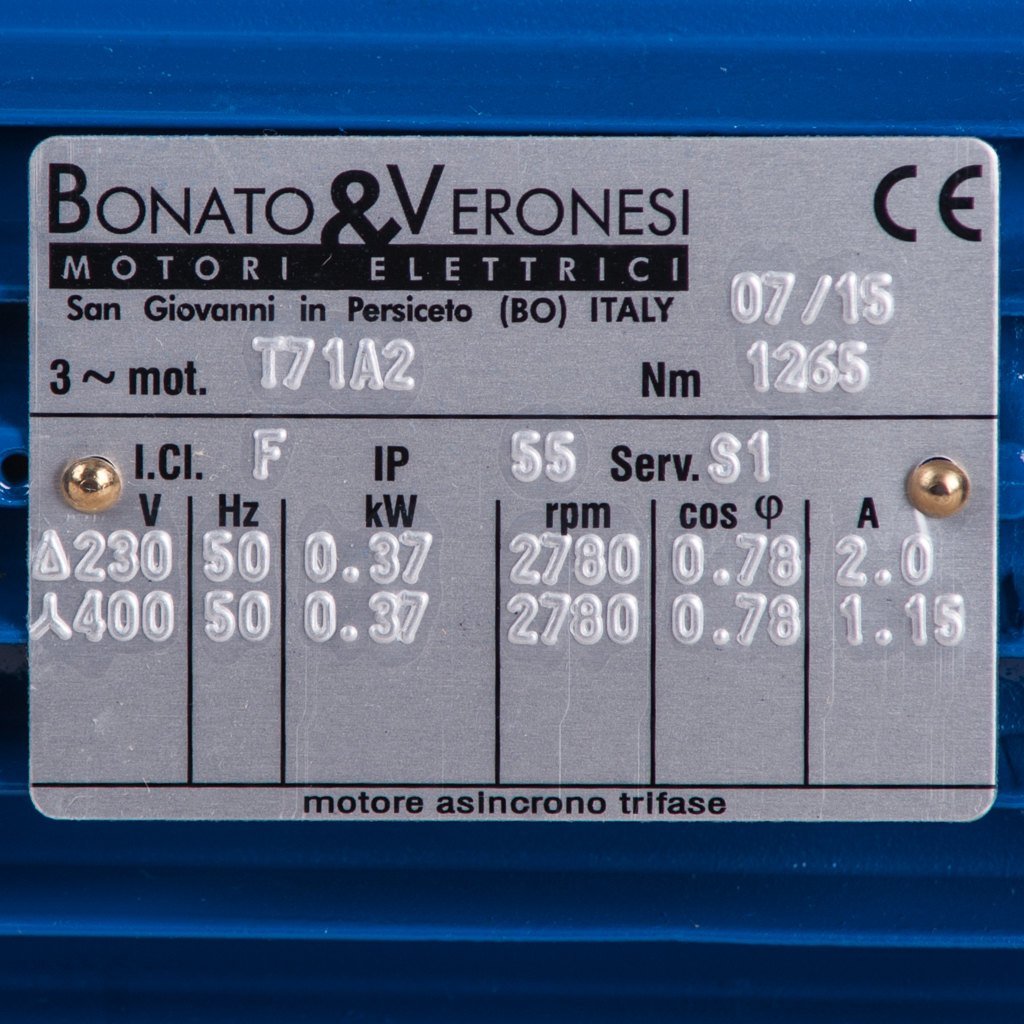 BONATO & VERONESI CE
MOTORI ELETTRICI
San Giovanni in Persiceto (BO) ITALY 07/15
3 ~ mot. T71A2 Nm 1265
I.Cl. F IP 55 Serv. S1
V Hz kW rpm cos φ A
Δ230 50 0.37 2780 0.78 2.0
⅄400 50 0.37 2780 0.78 1.15
motore asincrono trifase